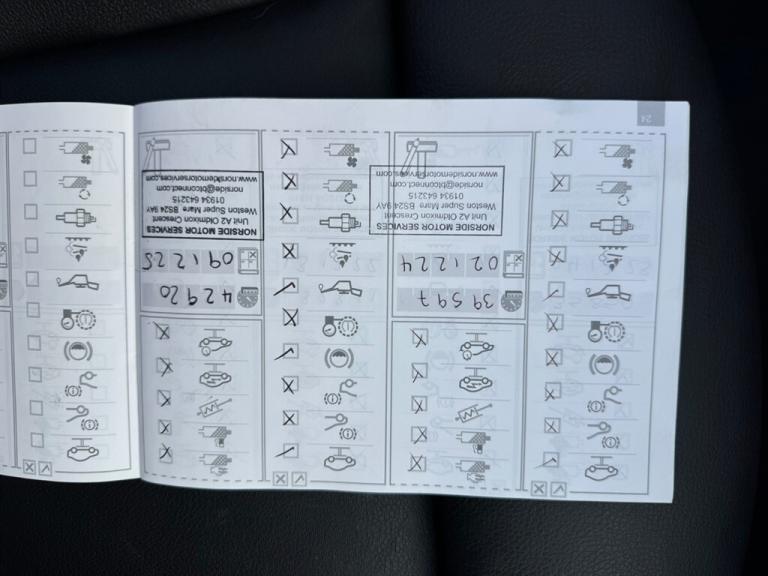 39597
02 12 24
NORSIDE MOTOR SERVICES
Unit A2 Oldmixon Crescent
Weston Super Mare BS24 9AY
01934 643215
norside@btconnect.com
www.norsidemotorservices.com
42920
09 12 25
NORSIDE MOTOR SERVICES
Unit A2 Oldmixon Crescent
Weston Super Mare BS24 9AY
01934 643215
norside@btconnect.com
www.norsidemotorservices.com
24